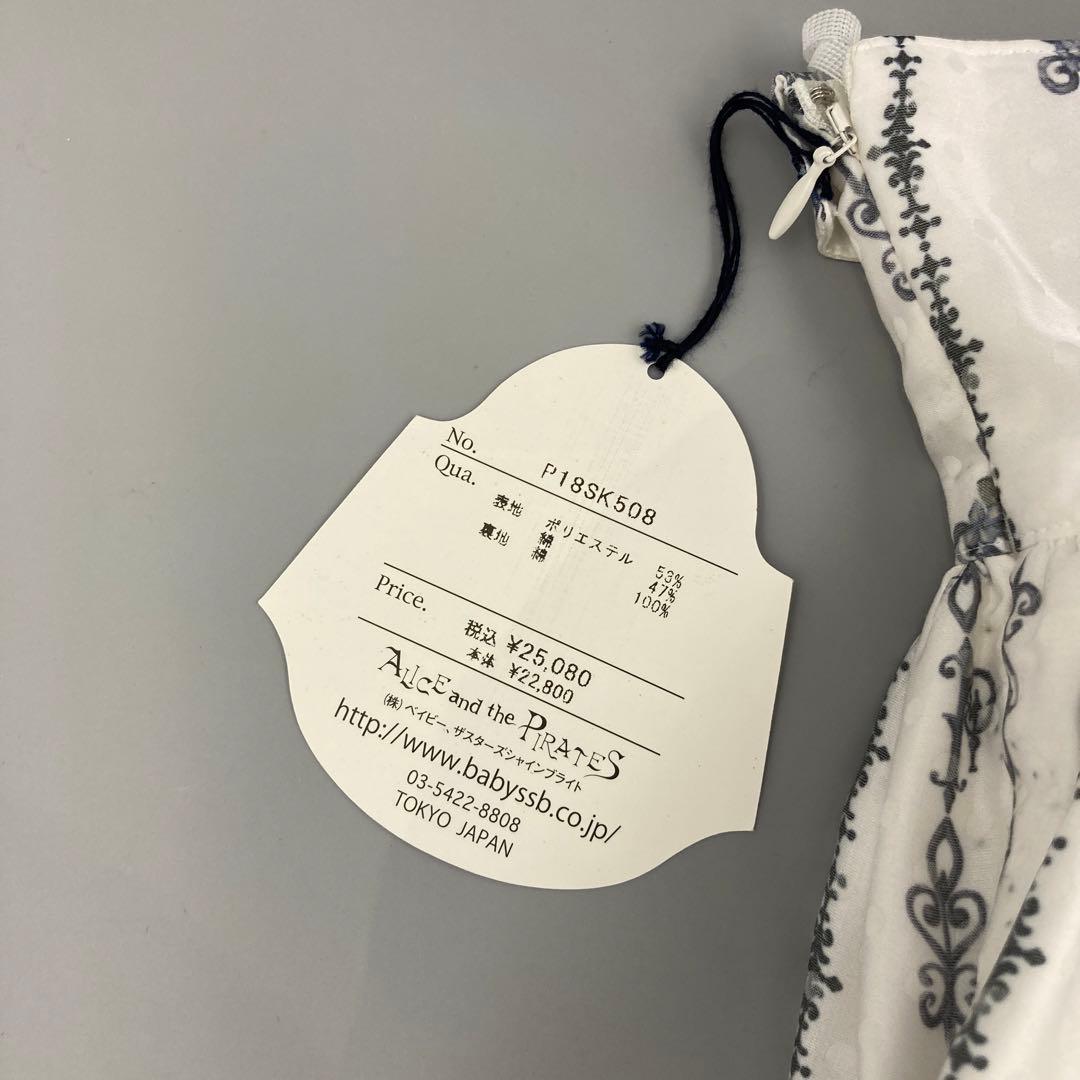 No. P18SK508
Qua.
表地 ポリエステル 53%
綿 47%
裏地 綿 100%
Price.
税込 ¥25,080
本体 ¥22,800
ALICE and the PIRATES
(株)ベイビー、ザスターズシャインブライト
http://www.babyssb.co.jp/
03-5422-8808
TOKYO JAPAN